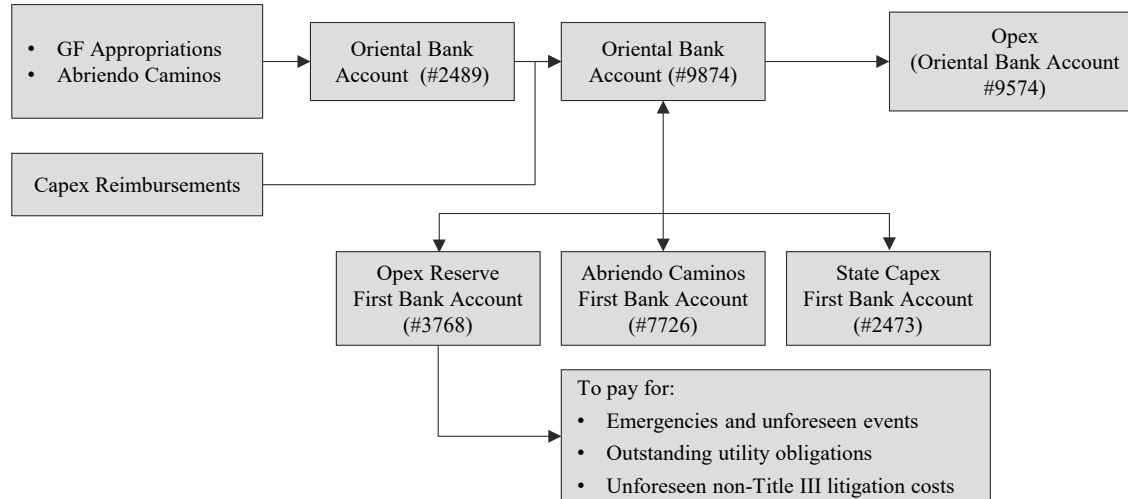 • GF Appropriations
• Abriendo Caminos
Oriental Bank
Account (#2489)
Oriental Bank
Account (#9874)
Opex
(Oriental Bank Account
#9574)
Capex Reimbursements
Opex Reserve
First Bank Account
(#3768)
Abriendo Caminos
First Bank Account
(#7726)
State Capex
First Bank Account
(#2473)
To pay for:
• Emergencies and unforeseen events
• Outstanding utility obligations
• Unforeseen non-Title III litigation costs